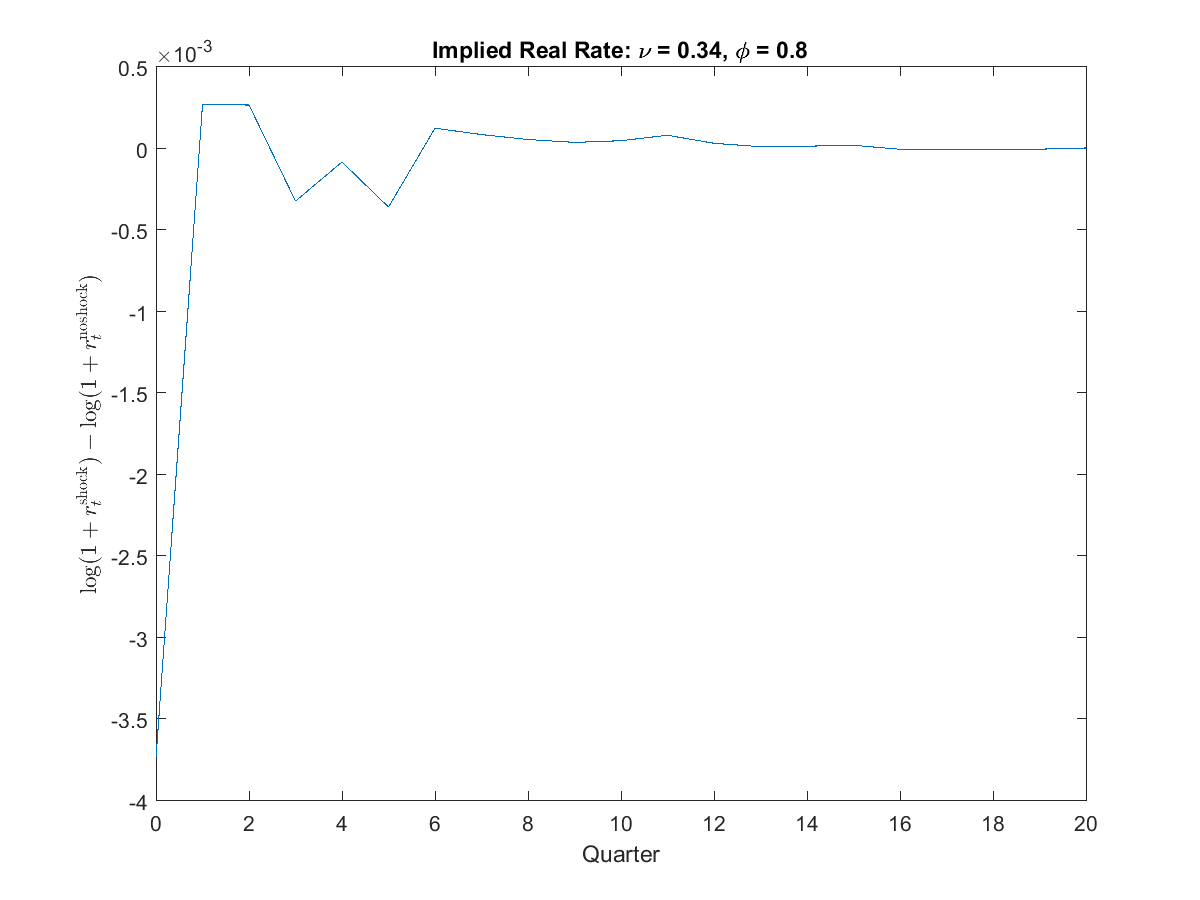 Implied Real Rate: ν = 0.34, ϕ = 0.8
×10⁻³
0.5
0
-0.5
-1
-1.5
-2
-2.5
-3
-3.5
-4
log(1 + r_t^shock) − log(1 + r_t^noshock)
0 2 4 6 8 10 12 14 16 18 20
Quarter